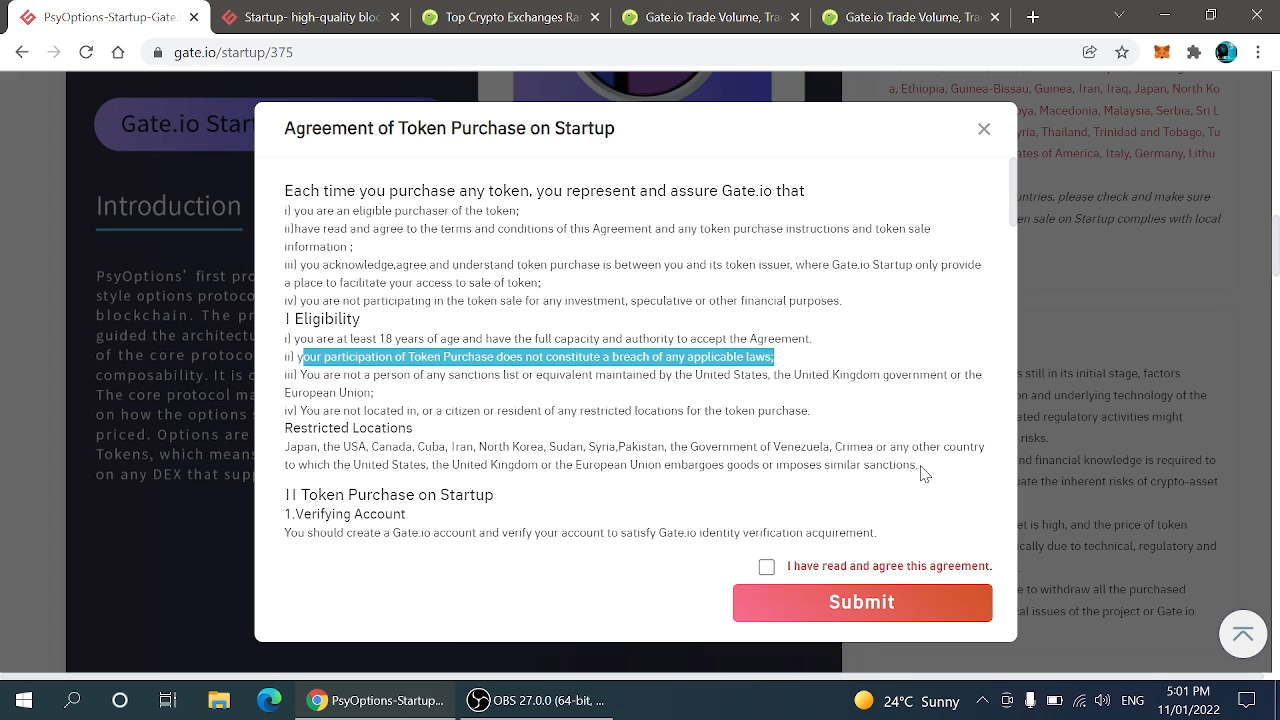 PsyOptions-Startup-Gate.
Startup - high-quality bloc
Top Crypto Exchanges Ra
Gate.io Trade Volume, Tra
Gate.io Trade Volume, Tra
gate.io/startup/375
Gate.io Star
Introduction
PsyOptions' first pro
style options protoco
blockchain. The pr
guided the architectu
of the core protoco
composability. It is c
The core protocol ma
on how the options s
priced. Options are
Tokens, which means
on any DEX that supp
Agreement of Token Purchase on Startup
Each time you purchase any token, you represent and assure Gate.io that
i) you are an eligible purchaser of the token;
ii)have read and agree to the terms and conditions of this Agreement and any token purchase instructions and token sale
information ;
iii) you acknowledge,agree and understand token purchase is between you and its token issuer, where Gate.io Startup only provide
a place to facilitate your access to sale of token;
iv) you are not participating in the token sale for any investment, speculative or other financial purposes.
I Eligibility
i) you are at least 18 years of age and have the full capacity and authority to accept the Agreement.
ii) your participation of Token Purchase does not constitute a breach of any applicable laws;
iii) You are not a person of any sanctions list or equivalent maintained by the United States, the United Kingdom government or the
European Union;
iv) You are not located in, or a citizen or resident of any restricted locations for the token purchase.
Restricted Locations
Japan, the USA, Canada, Cuba, Iran, North Korea, Sudan, Syria,Pakistan, the Government of Venezuela, Crimea or any other country
to which the United States, the United Kingdom or the European Union embargoes goods or imposes similar sanctions.
II Token Purchase on Startup
1.Verifying Account
You should create a Gate.io account and verify your account to satisfy Gate.io identity verification acquirement.
I have read and agree this agreement.
Submit
a, Ethiopia, Guinea-Bissau, Guinea, Iran, Iraq, Japan, North Ko
oya, Macedonia, Malaysia, Serbia, Sri L
yria, Thailand, Trinidad and Tobago, Tu
ates of America, Italy, Germany, Lithu
untries, please check and make sure
en sale on Startup complies with local
s still in its initial stage, factors
on and underlying technology of the
ated regulatory activities might
risks.
nd financial knowledge is required to
uate the inherent risks of crypto-asset
et is high, and the price of token
cally due to technical, regulatory and
e to withdraw all the purchased
cal issues of the project or Gate io.
PsyOptions-Startup...
OBS 27.0.0 (64-bit, ...
24°C Sunny
ENG
5:01 PM
11/01/2022